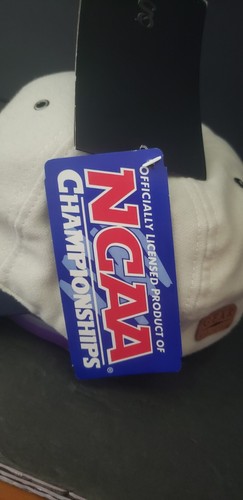 OFFICIALLY LICENSED PRODUCT OF
NCAA®
CHAMPIONSHIPS